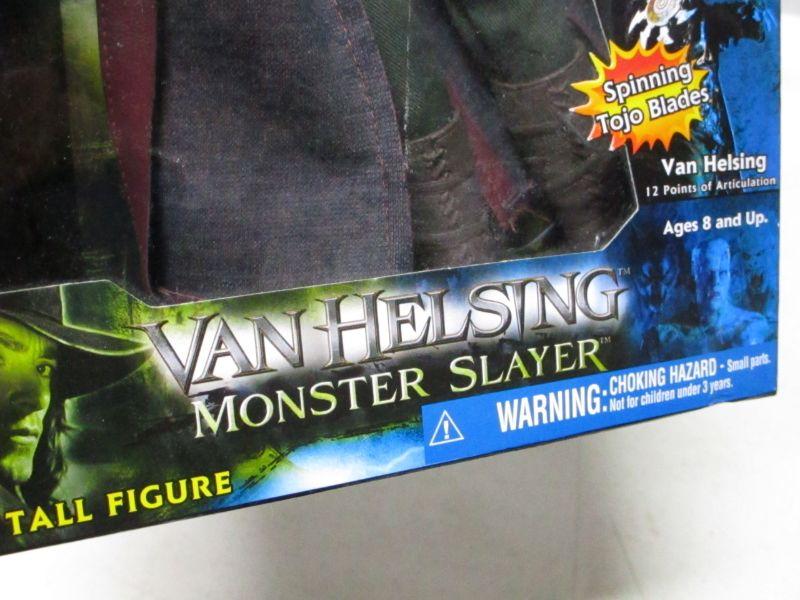 Spinning
Tojo Blades
Van Helsing
12 Points of Articulation
Ages 8 and Up.
VAN HELSING™
MONSTER SLAYER™
WARNING: CHOKING HAZARD - Small parts.
Not for children under 3 years.
TALL FIGURE